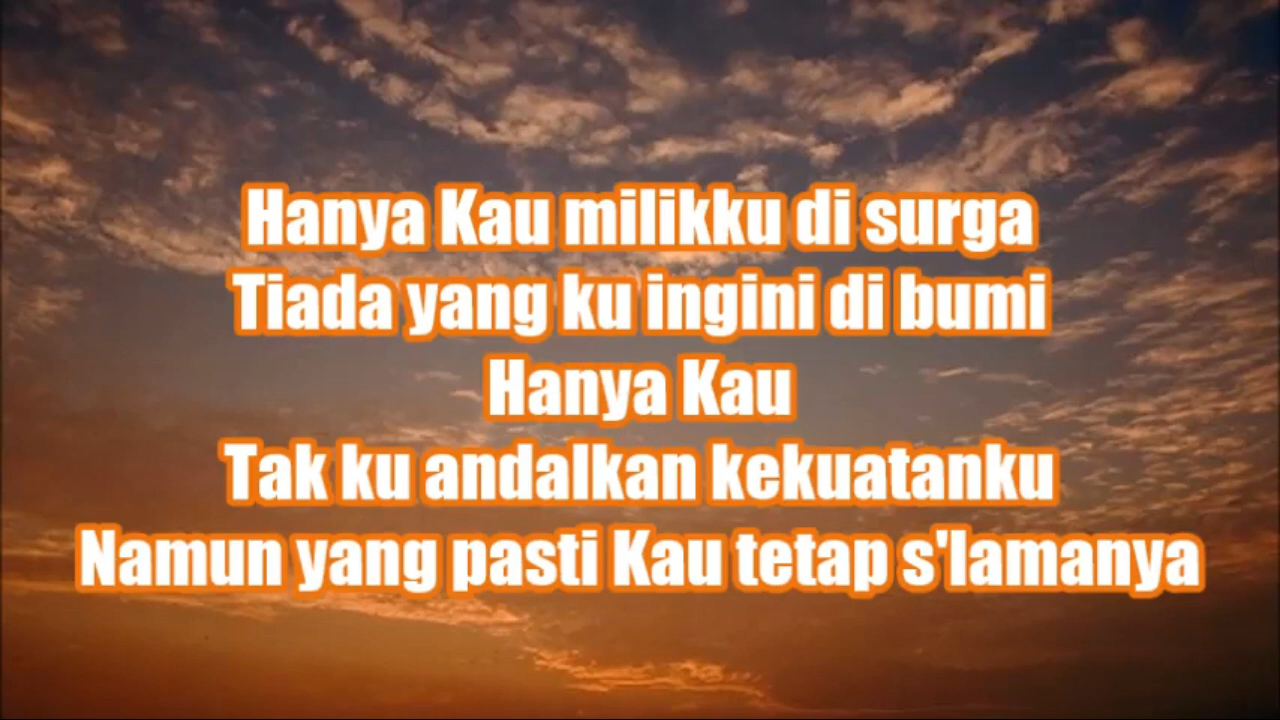 Hanya Kau milikku di surga
Tiada yang ku ingini di bumi
Hanya Kau
Tak ku andalkan kekuatanku
Namun yang pasti Kau tetap s'lamanya